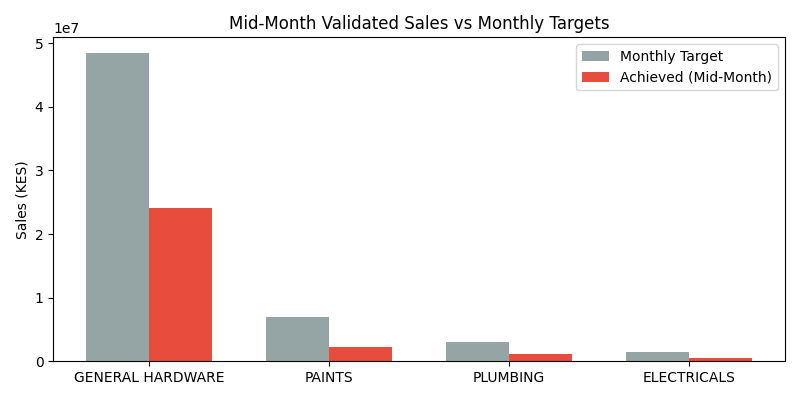 Mid-Month Validated Sales vs Monthly Targets
1e7
Monthly Target
Achieved (Mid-Month)
Sales (KES)
5
4
3
2
1
0
GENERAL HARDWARE
PAINTS
PLUMBING
ELECTRICALS